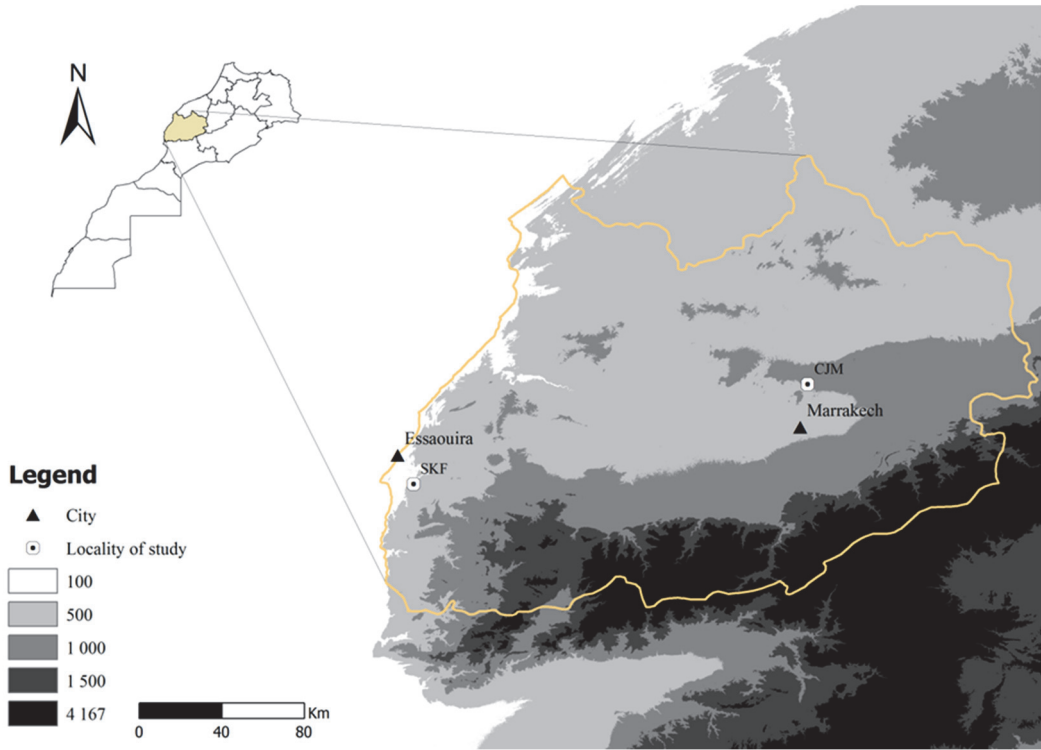 N
CJM
Marrakech
Essaouira
SKF
Legend
City
Locality of study
100
500
1 000
1 500
4 167
Km
0 40 80